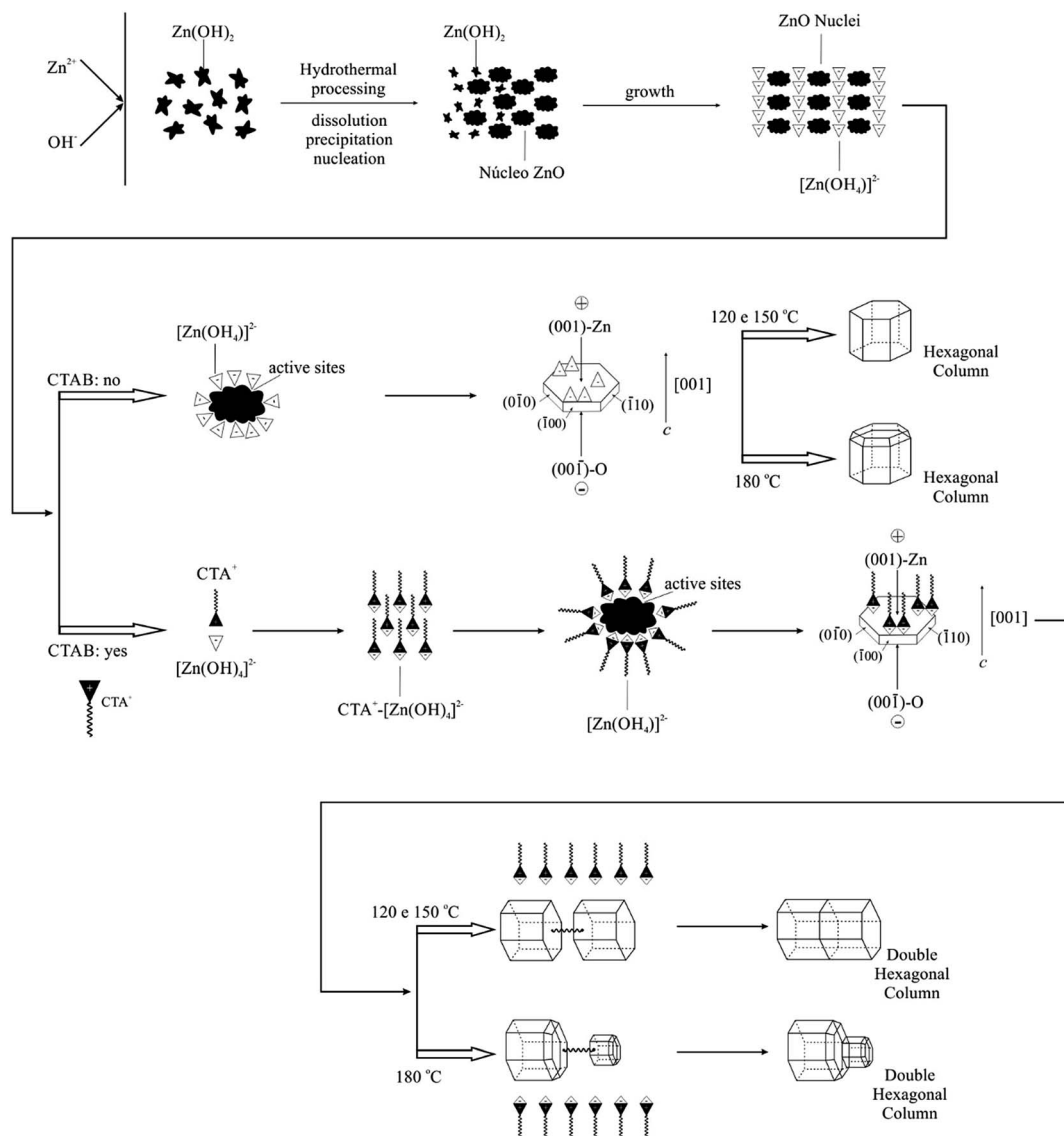 Zn(OH)₂
Zn²⁺
OH⁻
Hydrothermal
processing
dissolution
precipitation
nucleation
Zn(OH)₂
Núcleo ZnO
growth
ZnO Nuclei
[Zn(OH₄)]²⁻
CTAB: no
[Zn(OH₄)]²⁻
active sites
+
(001)-Zn
(01̄0)
(1̄00)
(1̄10)
[001]
c
(001̄)-O
−
120 e 150 °C
Hexagonal
Column
180 °C
Hexagonal
Column
CTAB: yes
CTA⁺
[Zn(OH)₄]²⁻
+
CTA⁺
CTA⁺-[Zn(OH)₄]²⁻
active sites
[Zn(OH₄)]²⁻
+
(001)-Zn
(01̄0)
(1̄00)
(1̄10)
[001]
c
(001̄)-O
−
120 e 150 °C
Double
Hexagonal
Column
180 °C
Double
Hexagonal
Column